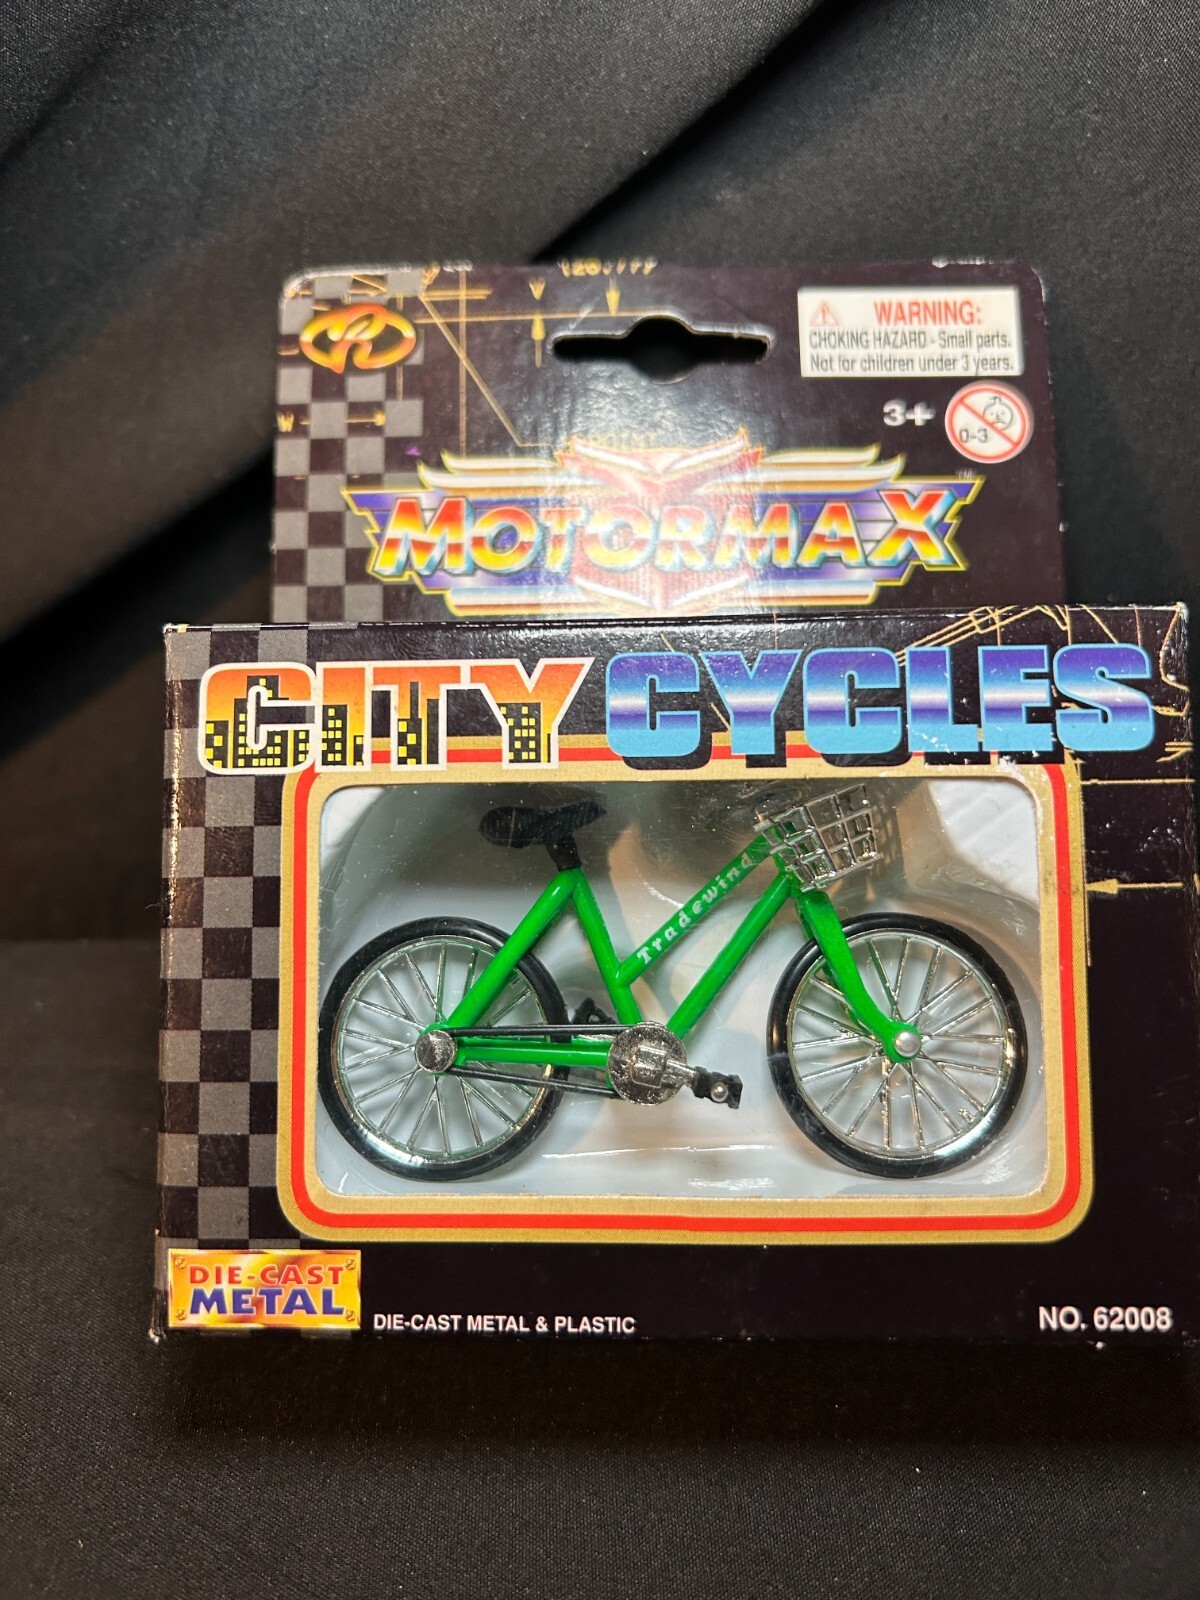 WARNING:
CHOKING HAZARD - Small parts.
Not for children under 3 years.
3+
0-3
W
MOTORMAX
TM
CITY CYCLES
Tradewind
DIE-CAST
METAL
DIE-CAST METAL & PLASTIC
NO. 62008